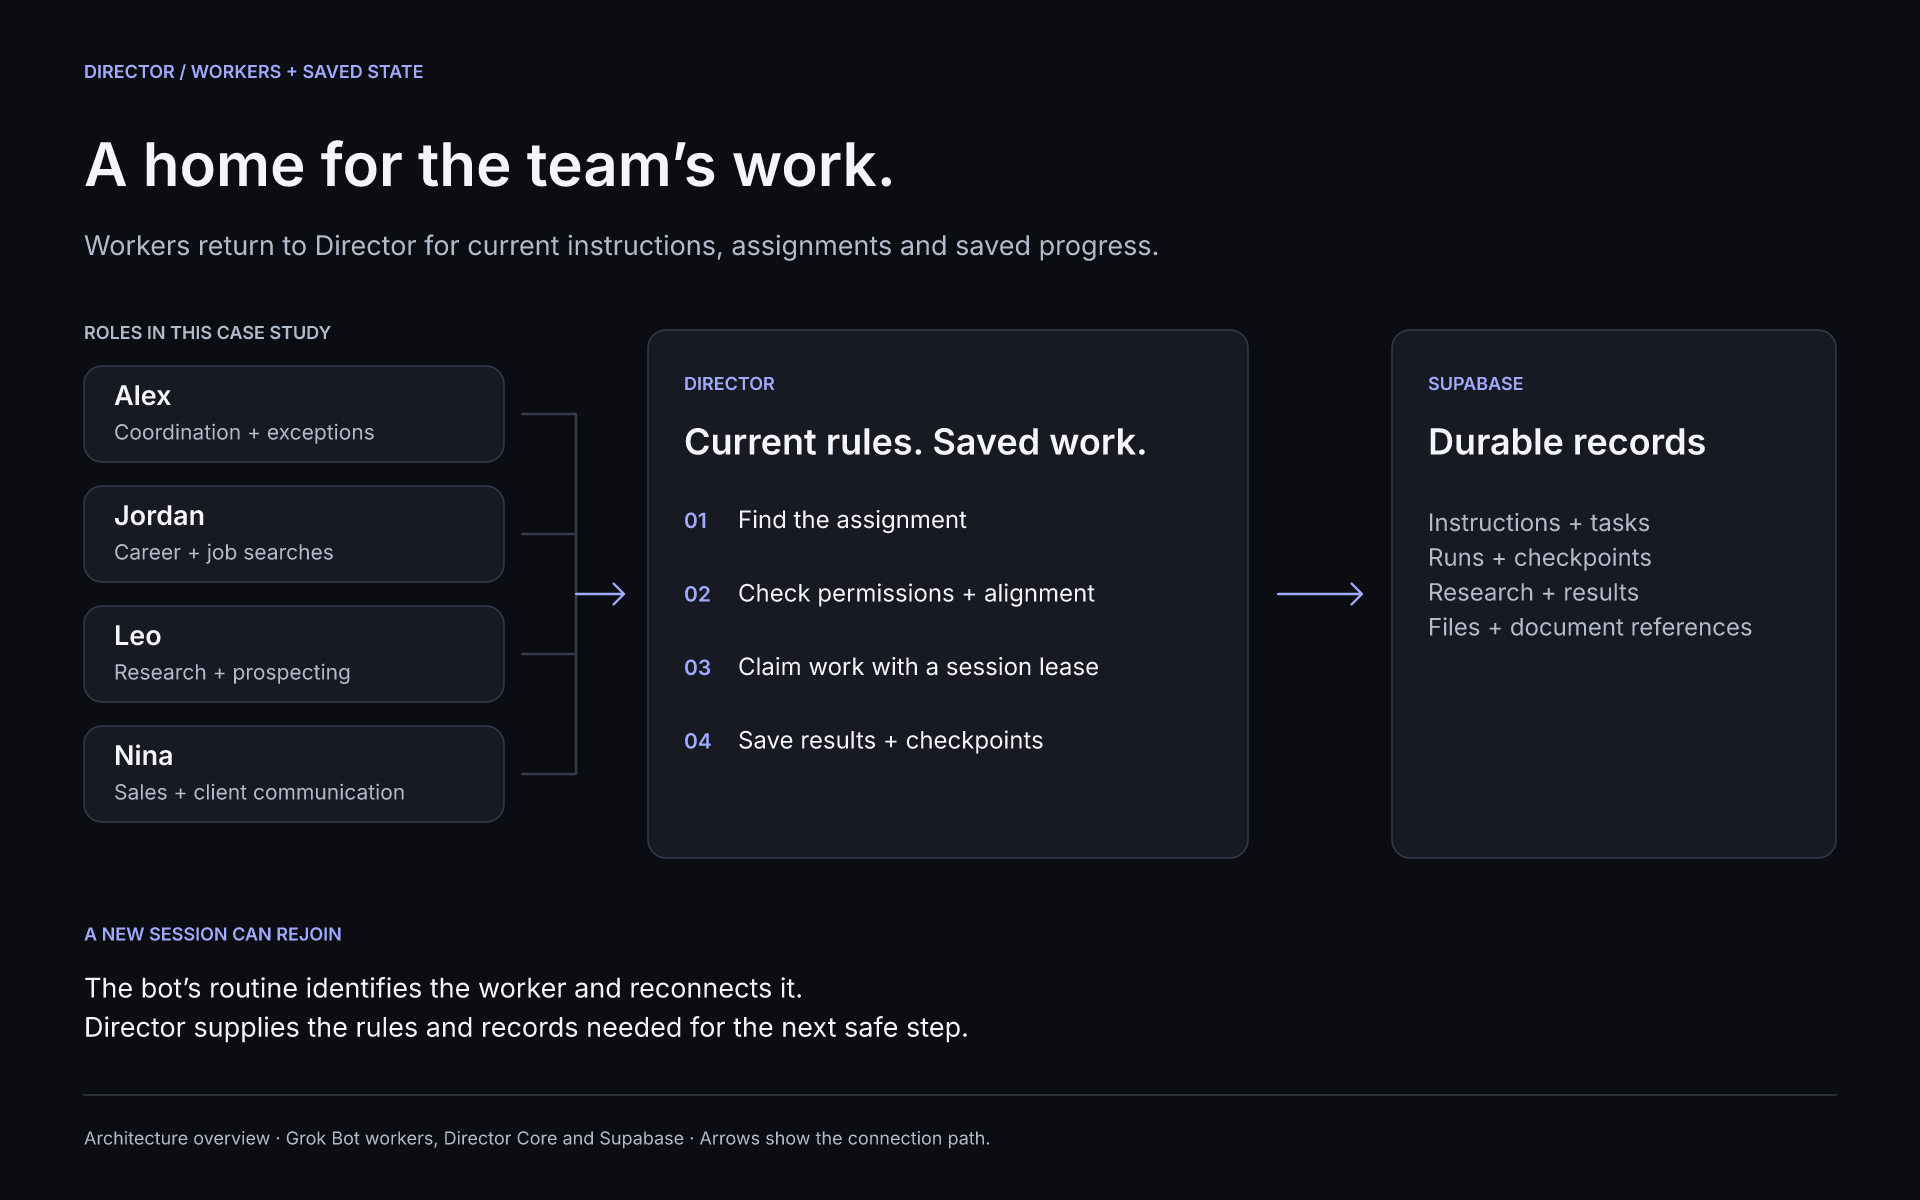 DIRECTOR / WORKERS + SAVED STATE
A home for the team’s work.
Workers return to Director for current instructions, assignments and saved progress.
ROLES IN THIS CASE STUDY
Alex
Coordination + exceptions
Jordan
Career + job searches
Leo
Research + prospecting
Nina
Sales + client communication
DIRECTOR
Current rules. Saved work.
01 Find the assignment
02 Check permissions + alignment
03 Claim work with a session lease
04 Save results + checkpoints
SUPABASE
Durable records
Instructions + tasks
Runs + checkpoints
Research + results
Files + document references
A NEW SESSION CAN REJOIN
The bot’s routine identifies the worker and reconnects it.
Director supplies the rules and records needed for the next safe step.
Architecture overview · Grok Bot workers, Director Core and Supabase · Arrows show the connection path.